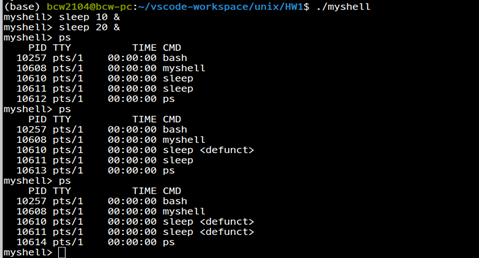 (base) bcw2104@bcw-pc:~/vscode-workspace/unix/HW1$ ./myshell
myshell> sleep 10 &
myshell> sleep 20 &
myshell> ps
    PID TTY          TIME CMD
  10257 pts/1    00:00:00 bash
  10608 pts/1    00:00:00 myshell
  10610 pts/1    00:00:00 sleep
  10611 pts/1    00:00:00 sleep
  10612 pts/1    00:00:00 ps
myshell> ps
    PID TTY          TIME CMD
  10257 pts/1    00:00:00 bash
  10608 pts/1    00:00:00 myshell
  10610 pts/1    00:00:00 sleep <defunct>
  10611 pts/1    00:00:00 sleep
  10613 pts/1    00:00:00 ps
myshell> ps
    PID TTY          TIME CMD
  10257 pts/1    00:00:00 bash
  10608 pts/1    00:00:00 myshell
  10610 pts/1    00:00:00 sleep <defunct>
  10611 pts/1    00:00:00 sleep <defunct>
  10614 pts/1    00:00:00 ps
myshell>